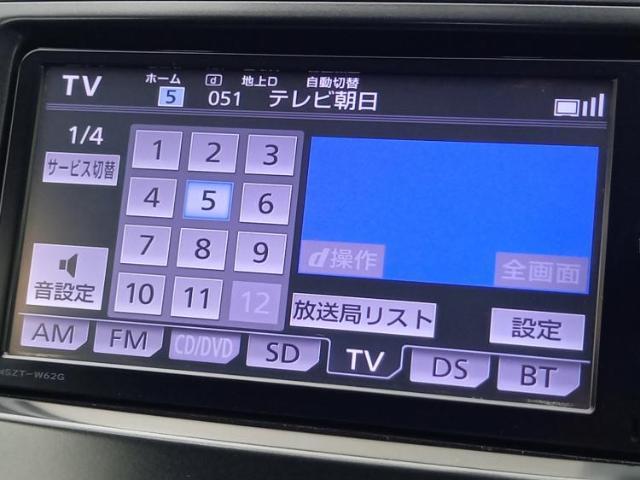 TV ホーム d 地上D 自動切替
5 051 テレビ朝日
1/4
サービス切替
1 2 3
4 5 6
7 8 9
10 11 12
d操作 全画面
音設定
放送局リスト 設定
AM FM CD/DVD SD TV DS BT
NSZT-W62G